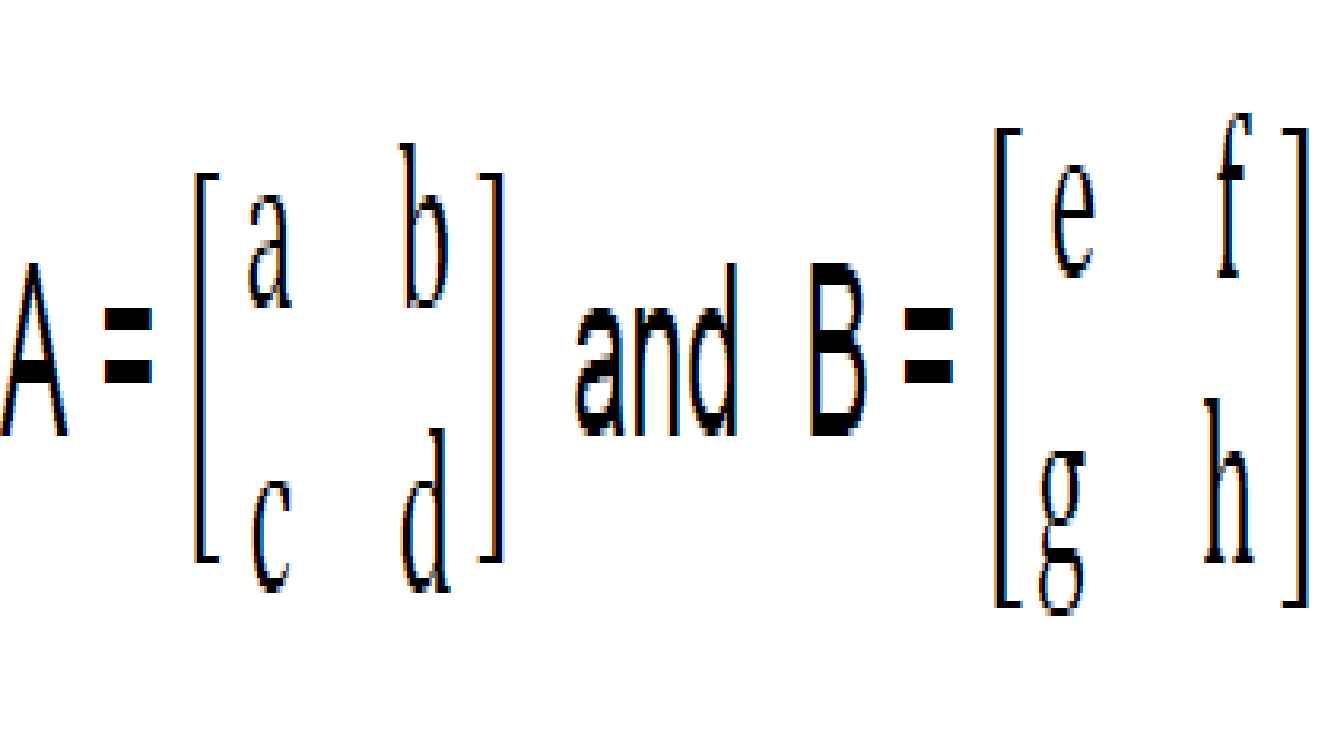 A = [ a b c d ] and B = [ e f g h ]